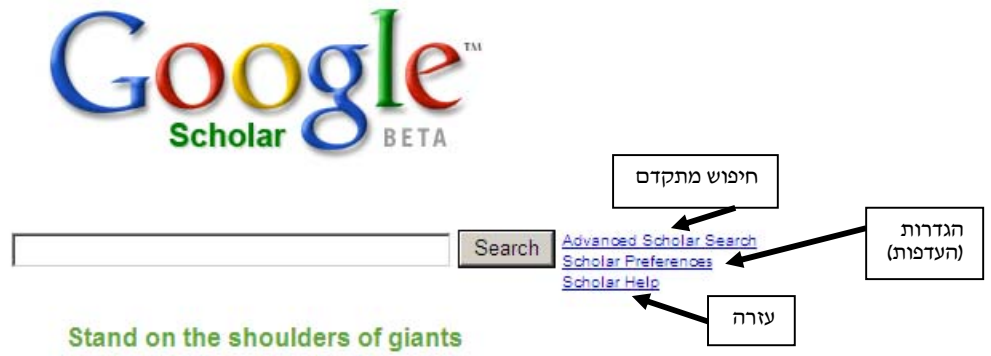 Google™
Scholar BETA
חיפוש מתקדם
הגדרות
(העדפות)
Search
Advanced Scholar Search
Scholar Preferences
Scholar Help
עזרה
Stand on the shoulders of giants